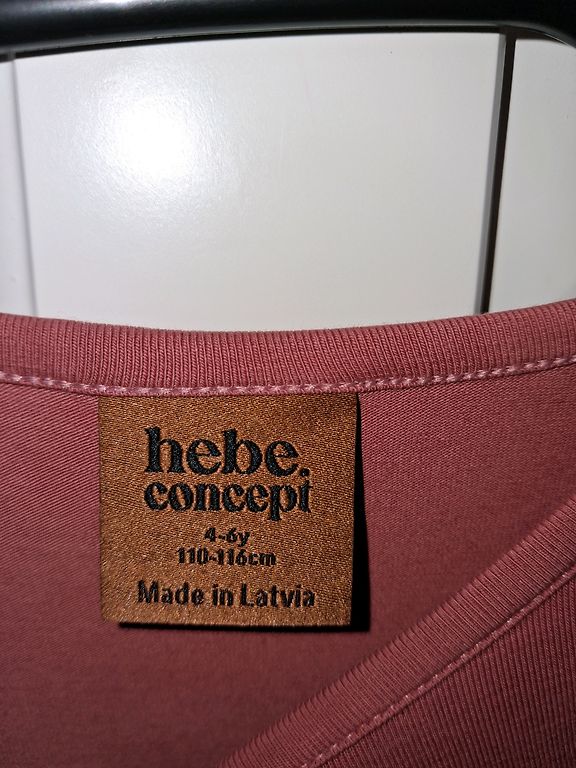 hebe.
concept
4-6y
110-116cm
Made in Latvia